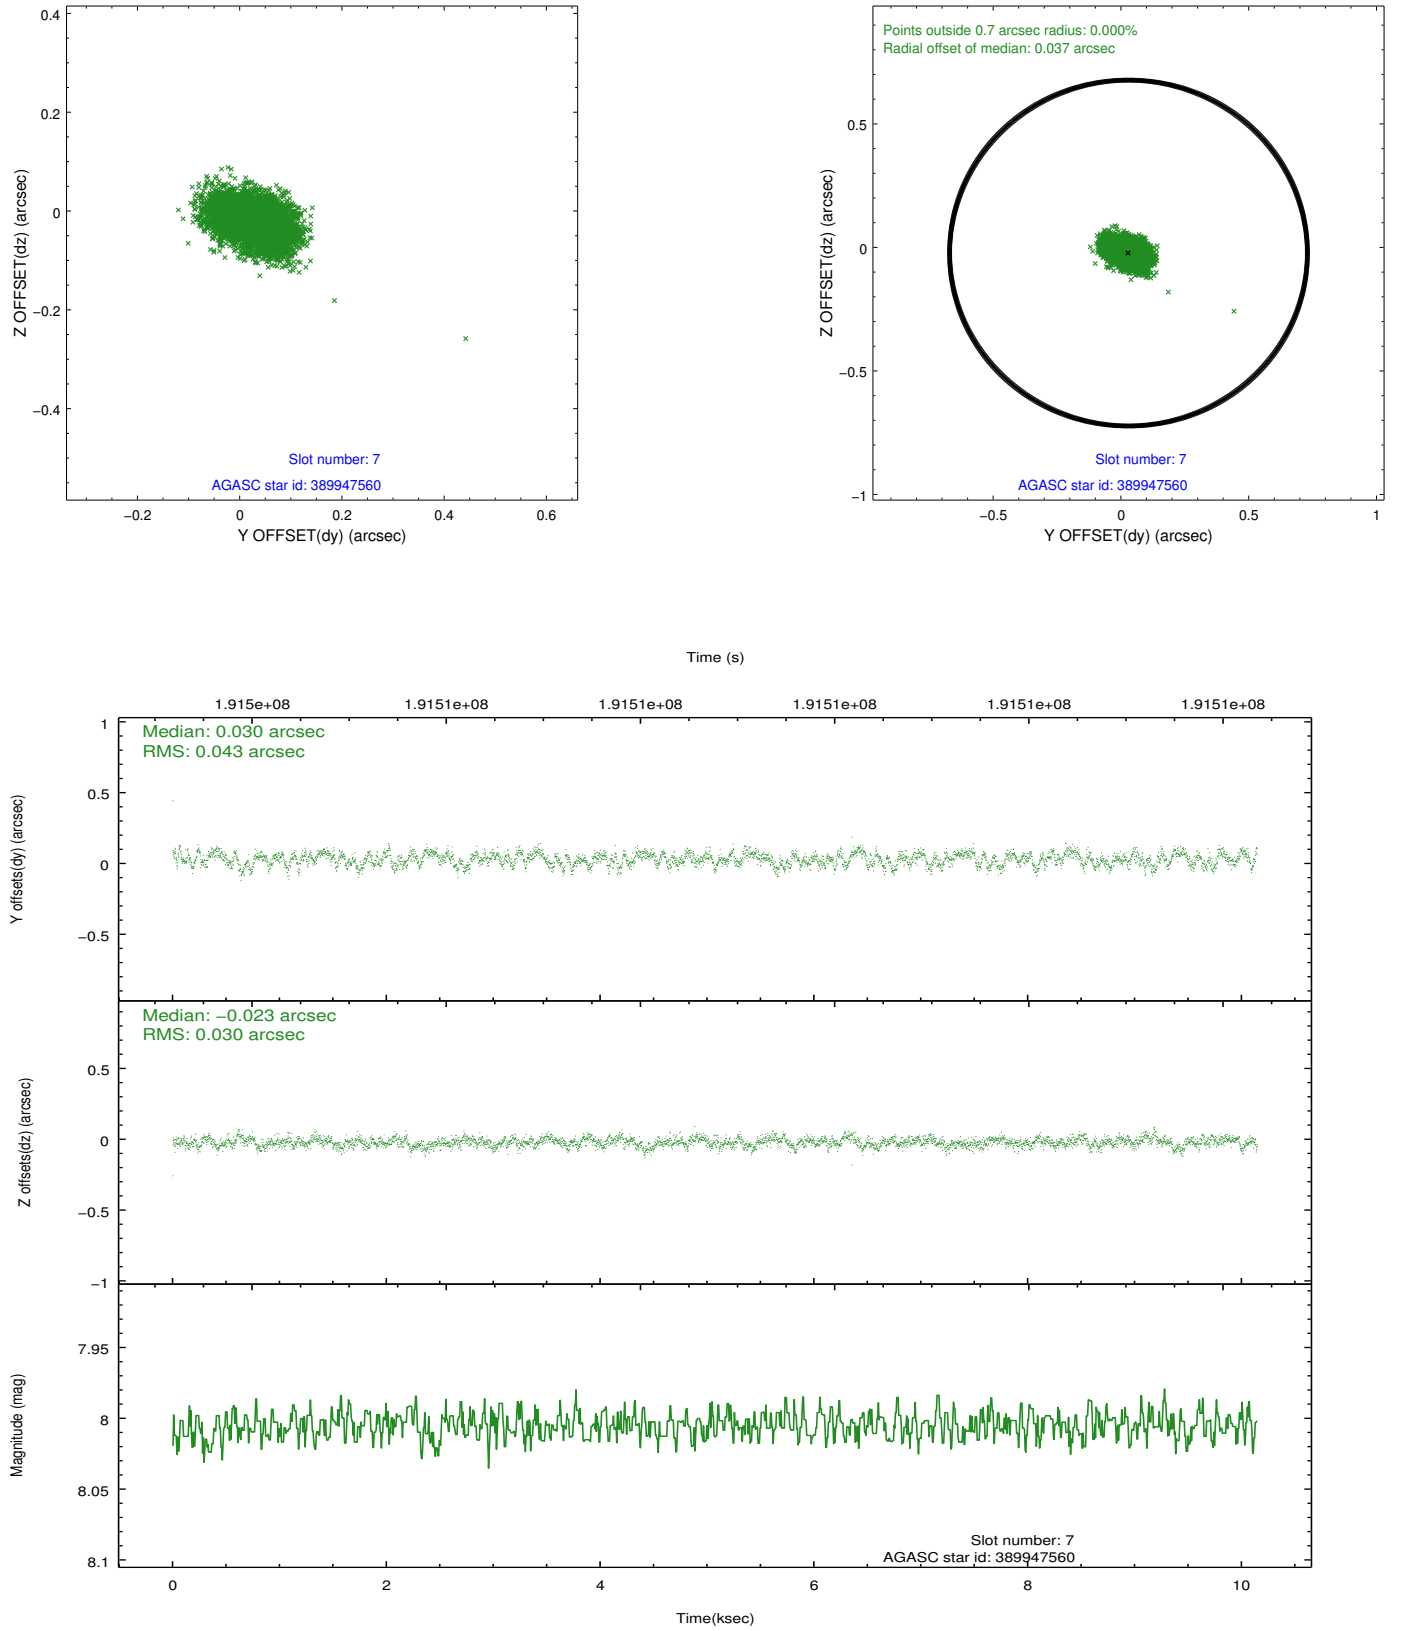 0.4
0.2
0
−0.2
−0.4
Z OFFSET(dz) (arcsec)
Slot number: 7
AGASC star id: 389947560
−0.2 0 0.2 0.4 0.6
Y OFFSET(dy) (arcsec)
Points outside 0.7 arcsec radius: 0.000%
Radial offset of median: 0.037 arcsec
0.5
0
−0.5
−1
Z OFFSET(dz) (arcsec)
Slot number: 7
AGASC star id: 389947560
−0.5 0 0.5 1
Y OFFSET(dy) (arcsec)
Time (s)
1.915e+08 1.9151e+08 1.9151e+08 1.9151e+08 1.9151e+08 1.9151e+08
Median: 0.030 arcsec
RMS: 0.043 arcsec
1
0.5
0
−0.5
Y offsets(dy) (arcsec)
Median: −0.023 arcsec
RMS: 0.030 arcsec
0.5
0
−0.5
−1
Z offsets(dz) (arcsec)
7.95
8
8.05
8.1
Magnitude (mag)
Slot number: 7
AGASC star id: 389947560
0 2 4 6 8 10
Time(ksec)